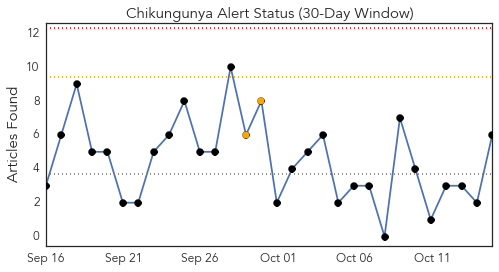 Chikungunya Alert Status (30-Day Window)
Articles Found
12
10
8
6
4
2
0
Sep 16 Sep 21 Sep 26 Oct 01 Oct 06 Oct 11